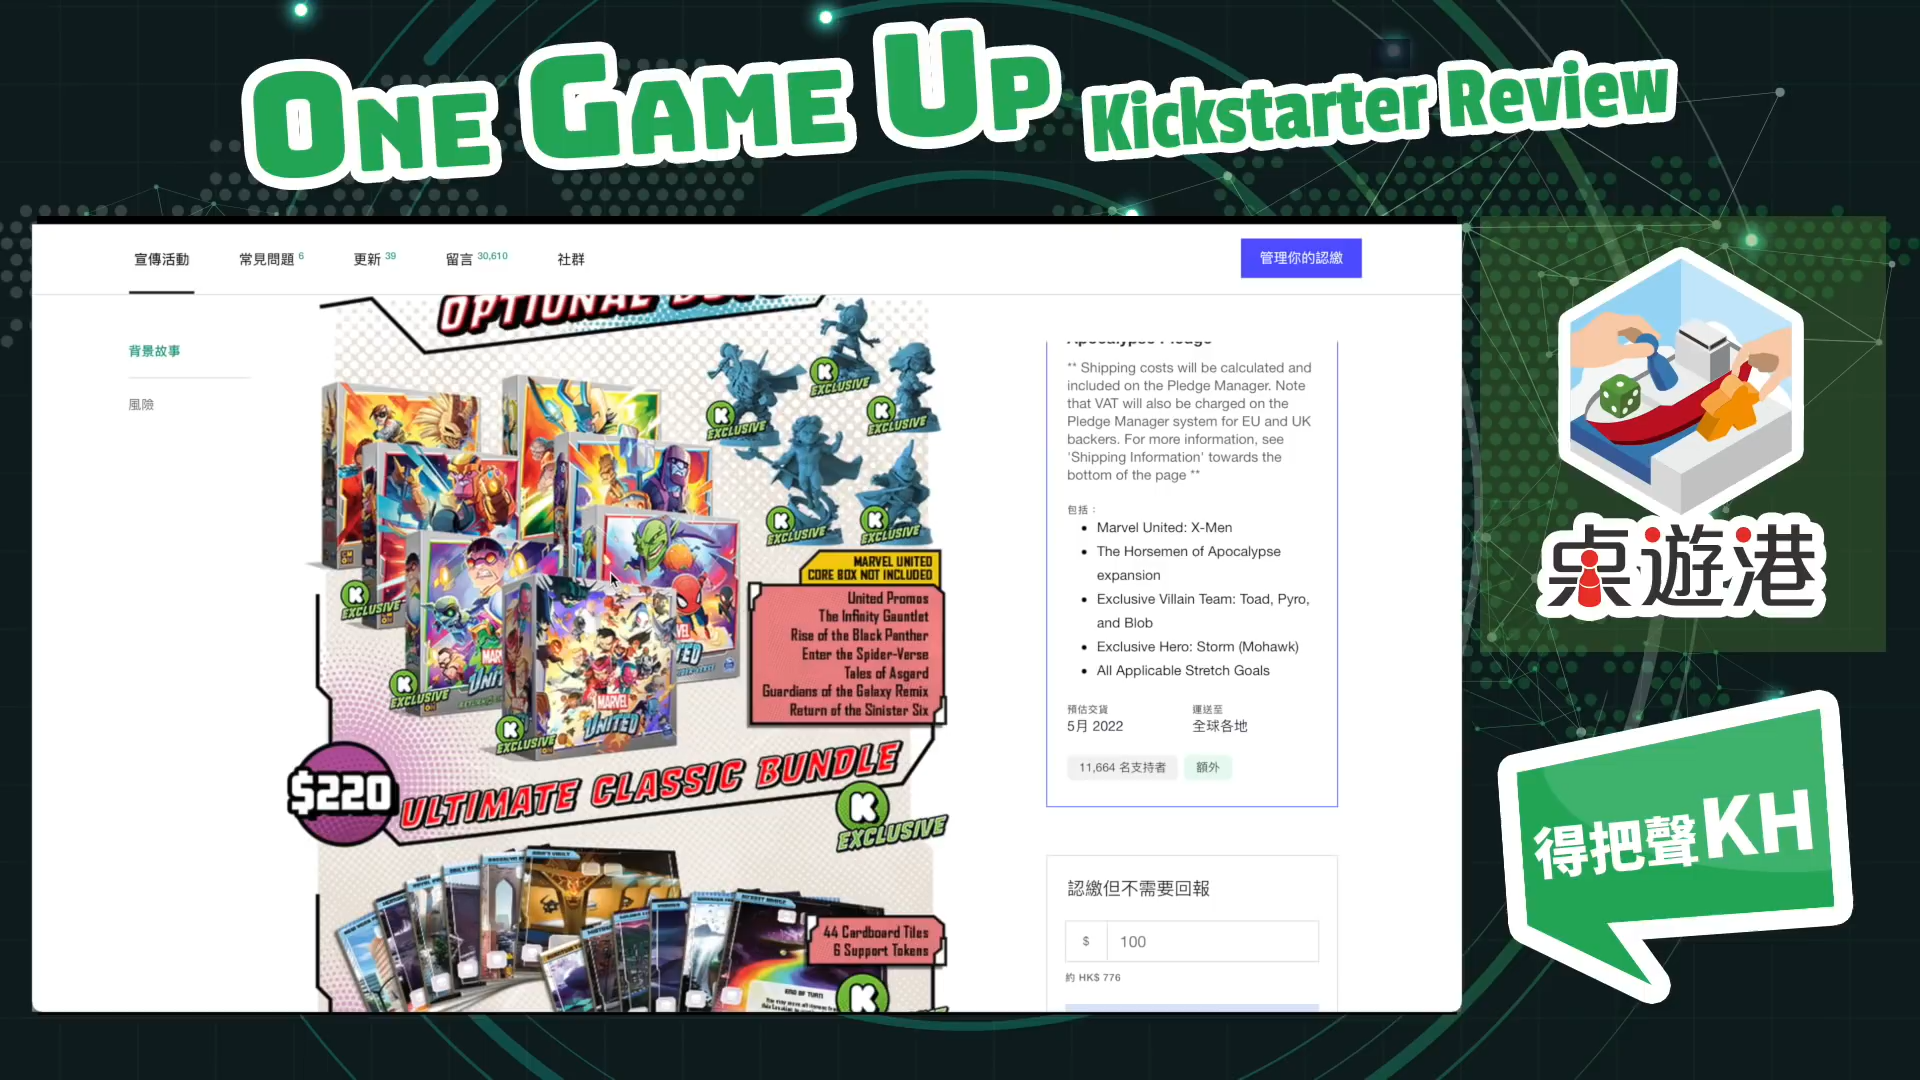 ONE GAME UP Kickstarter Review
宣傳活動
常見問題 6
更新 39
留言 30,610
社群
管理你的認繳
背景故事
風險
OPTIONAL
EXCLUSIVE
EXCLUSIVE
EXCLUSIVE
EXCLUSIVE
EXCLUSIVE
EXCLUSIVE
EXCLUSIVE
EXCLUSIVE
MARVEL UNITED
CORE BOX NOT INCLUDED
United Promos
The Infinity Gauntlet
Rise of the Black Panther
Enter the Spider-Verse
Tales of Asgard
Guardians of the Galaxy Remix
Return of the Sinister Six
MARVEL
UNITED
$220
ULTIMATE CLASSIC BUNDLE
K
EXCLUSIVE
44 Cardboard Tiles
6 Support Tokens
END OF TURN
K
Apocalypse Pledge
** Shipping costs will be calculated and
included on the Pledge Manager. Note
that VAT will also be charged on the
Pledge Manager system for EU and UK
backers. For more information, see
'Shipping Information' towards the
bottom of the page **
包括：
Marvel United: X-Men
The Horsemen of Apocalypse
expansion
Exclusive Villain Team: Toad, Pyro,
and Blob
Exclusive Hero: Storm (Mohawk)
All Applicable Stretch Goals
預估交貨
5月 2022
運送至
全球各地
11,664 名支持者
額外
認繳但不需要回報
$ 100
約 HK$ 776
桌遊港
得把聲KH